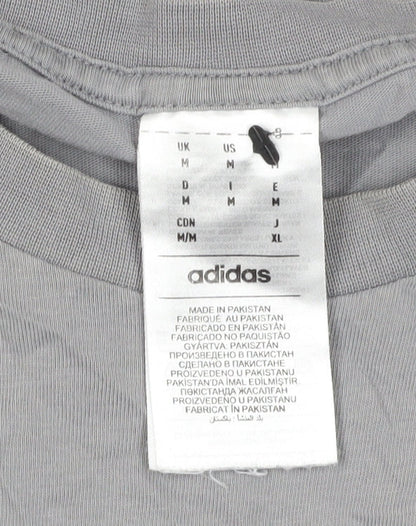 UK US
M M M
D I E
M M M
CDN J
M/M XL
adidas
MADE IN PAKISTAN
FABRIQUÉ AU PAKISTAN
FABRICADO EN PAKISTÁN
FABRICADO NO PAQUISTÃO
GYÁRTVA: PAKISZTÁN
ПРОИЗВЕДЕНО В ПАКИСТАН
СДЕЛАНО В ПАКИСТАНЕ
PROIZVEDENO U PAKISTANU
PAKISTAN'DA İMAL EDİLMİŞTİR
ПӘКІСТАНДА ЖАСАЛҒАН
PROIZVEDENO U PAKISTANU
FABRICAT ÎN PAKISTAN